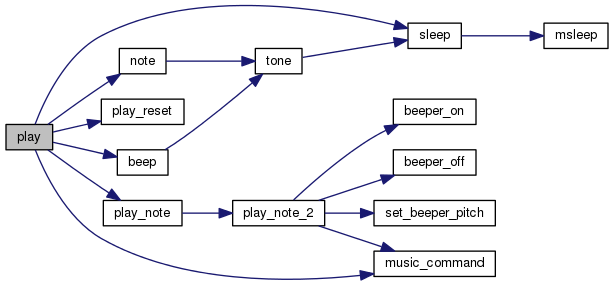 play
note
play_reset
beep
play_note
tone
play_note_2
sleep
beeper_on
beeper_off
set_beeper_pitch
music_command
msleep